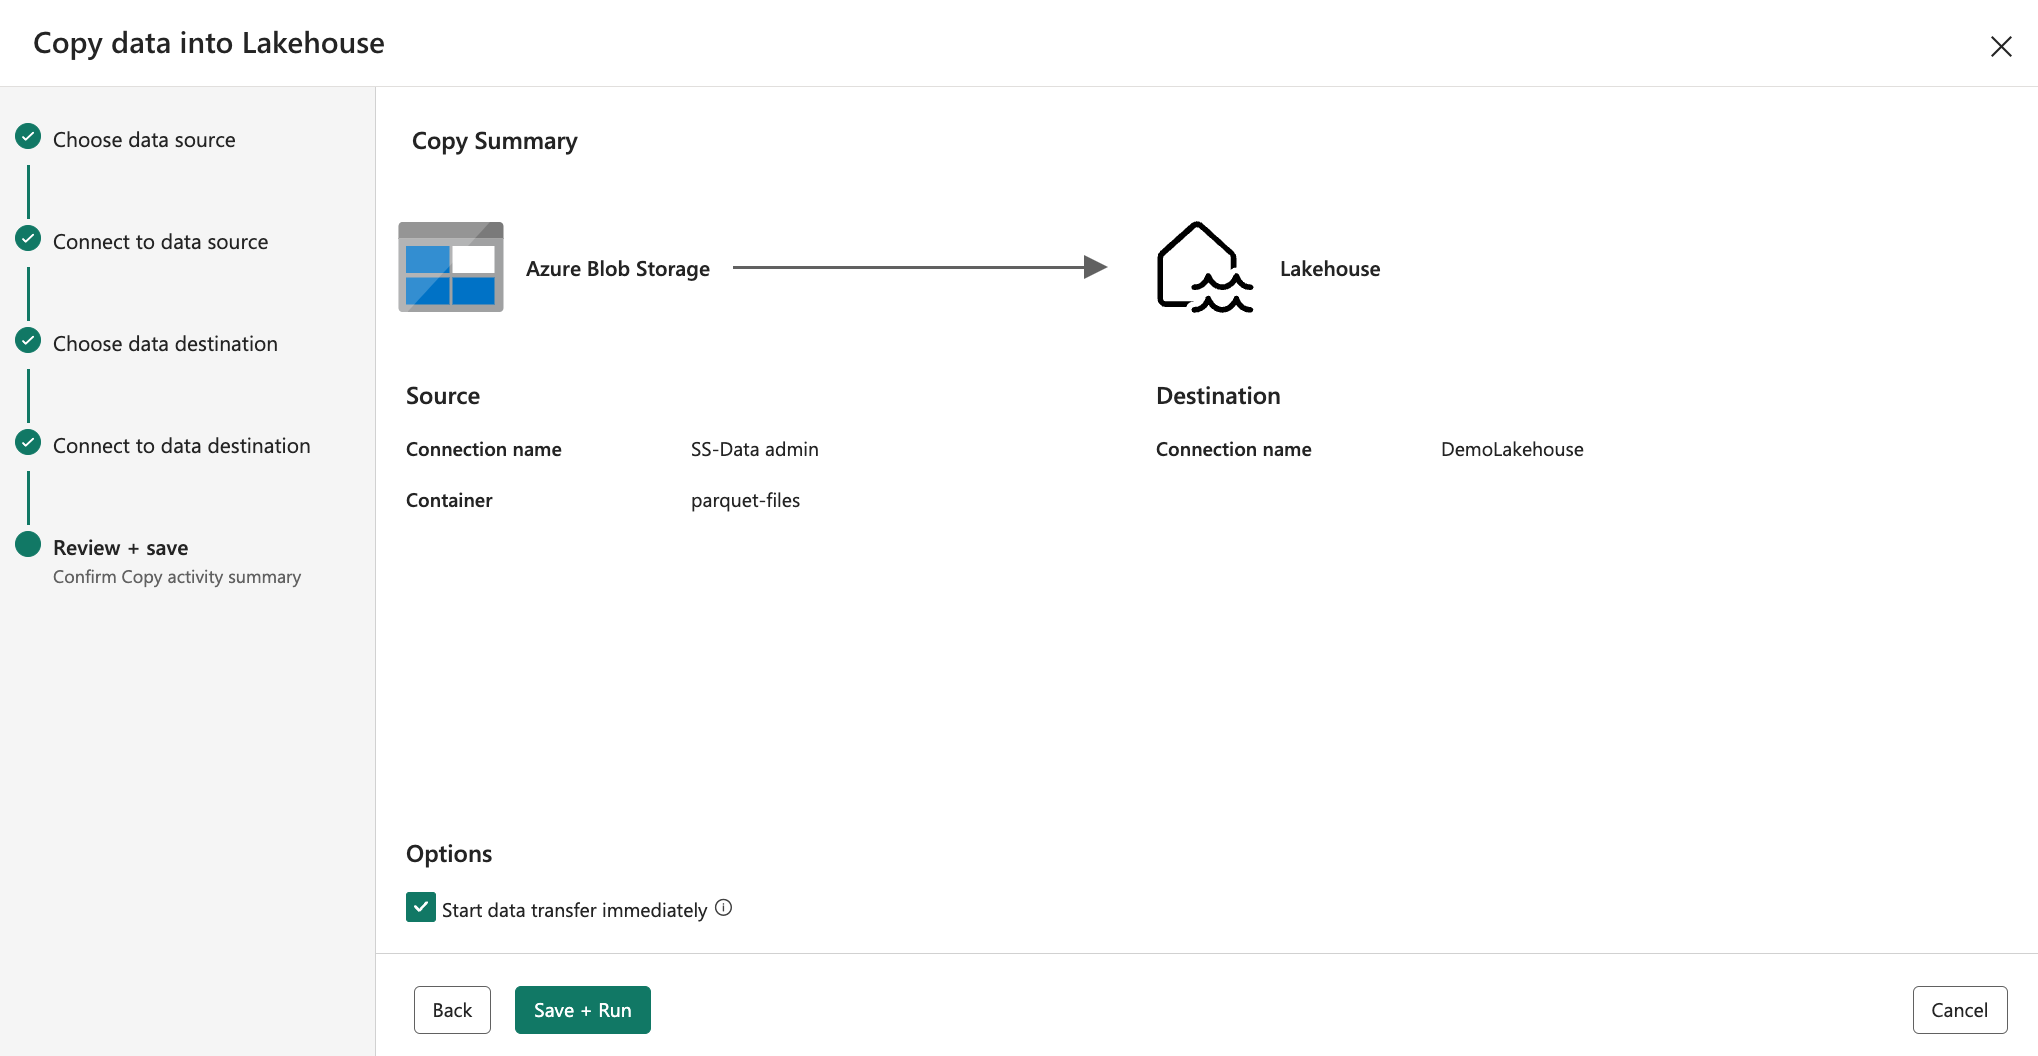 Copy data into Lakehouse
Choose data source
Connect to data source
Choose data destination
Connect to data destination
Review + save
Confirm Copy activity summary
Copy Summary
Azure Blob Storage
Lakehouse
Source
Connection name SS-Data admin
Container parquet-files
Destination
Connection name DemoLakehouse
Options
Start data transfer immediately
Back
Save + Run
Cancel